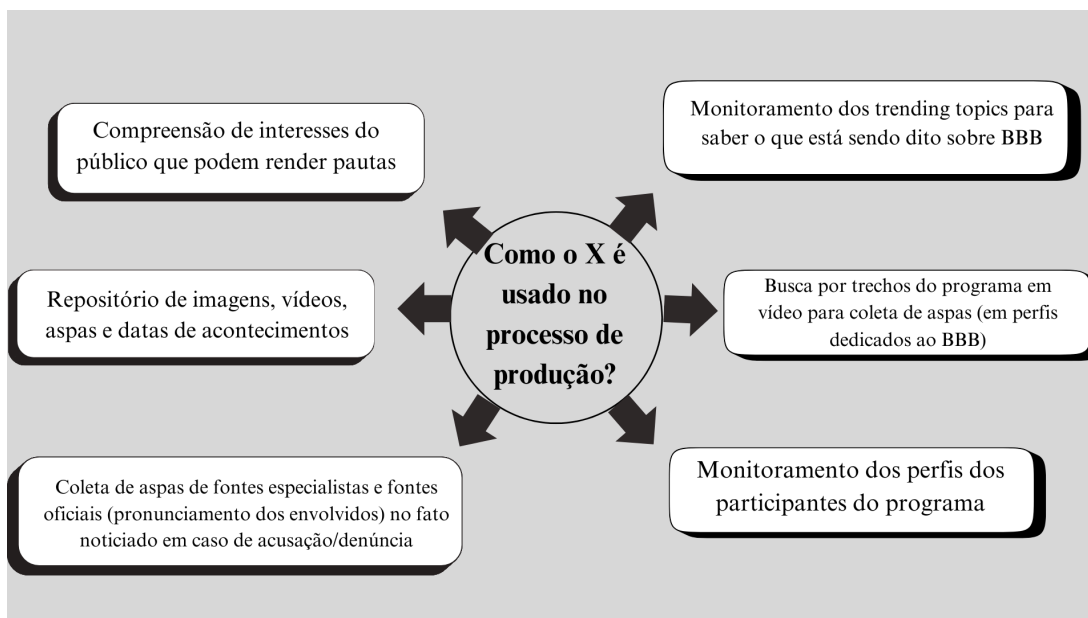 Compreensão de interesses do
público que podem render pautas
Monitoramento dos trending topics para
saber o que está sendo dito sobre BBB
Como o X é
usado no
processo de
produção?
Repositório de imagens, vídeos,
aspas e datas de acontecimentos
Busca por trechos do programa em
vídeo para coleta de aspas (em perfis
dedicados ao BBB)
Coleta de aspas de fontes especialistas e fontes
oficiais (pronunciamento dos envolvidos) no fato
noticiado em caso de acusação/denúncia
Monitoramento dos perfis dos
participantes do programa